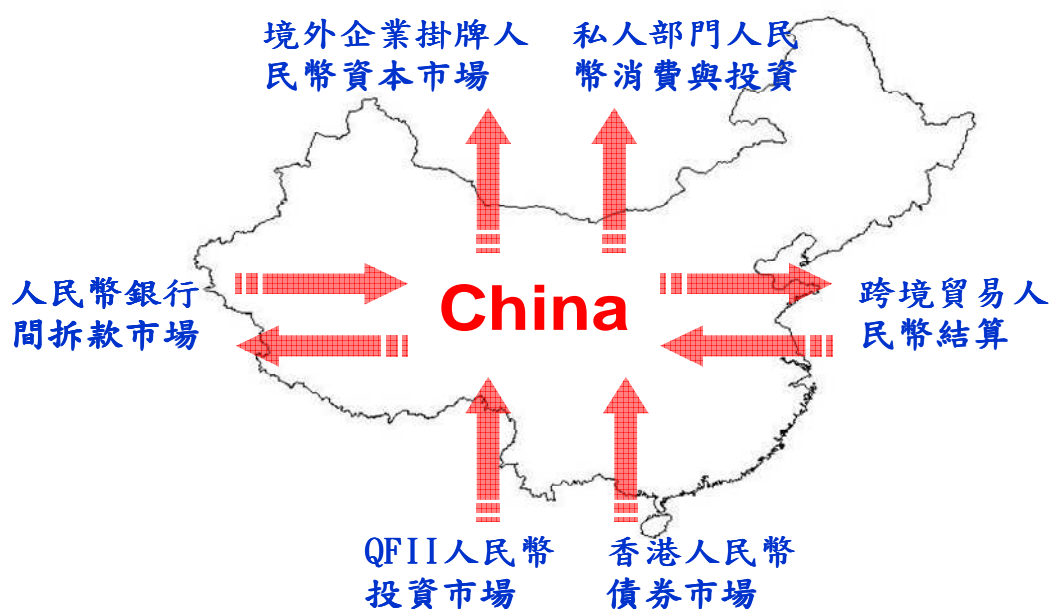 境外企業掛牌人
民幣資本市場
私人部門人民
幣消費與投資
人民幣銀行
間拆款市場
China
跨境貿易人
民幣結算
QFII人民幣
投資市場
香港人民幣
債券市場